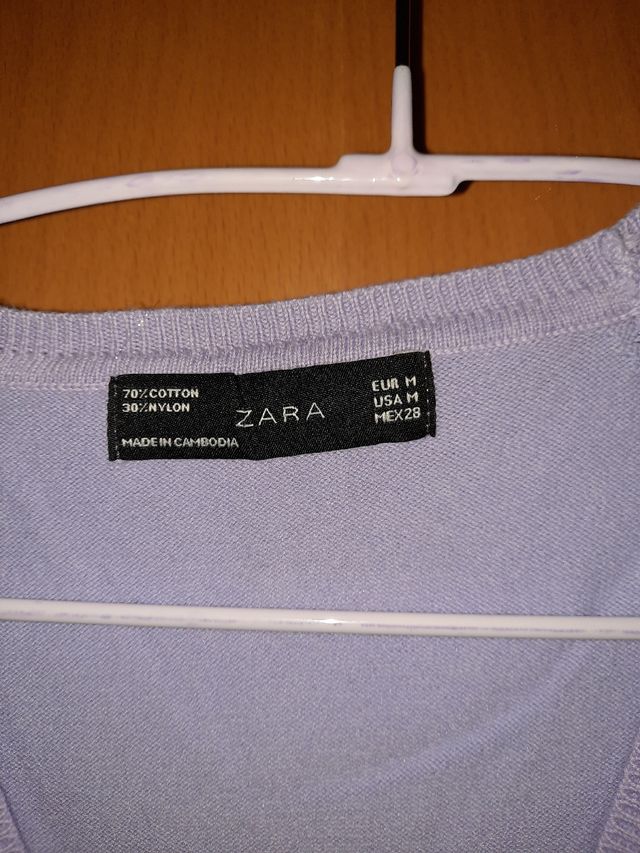 70%COTTON
30%NYLON
MADE IN CAMBODIA
ZARA
EUR M
USA M
MEX28